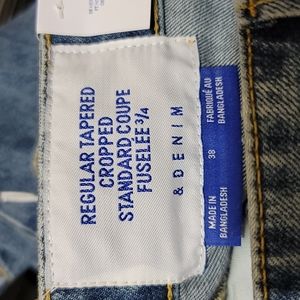 REGULAR TAPERED
CROPPED
STANDARD COUPE
FUSELÉE 3/4
& DENIM
MADE IN
BANGLADESH
38
FABRIQUÉ AU
BANGLADESH